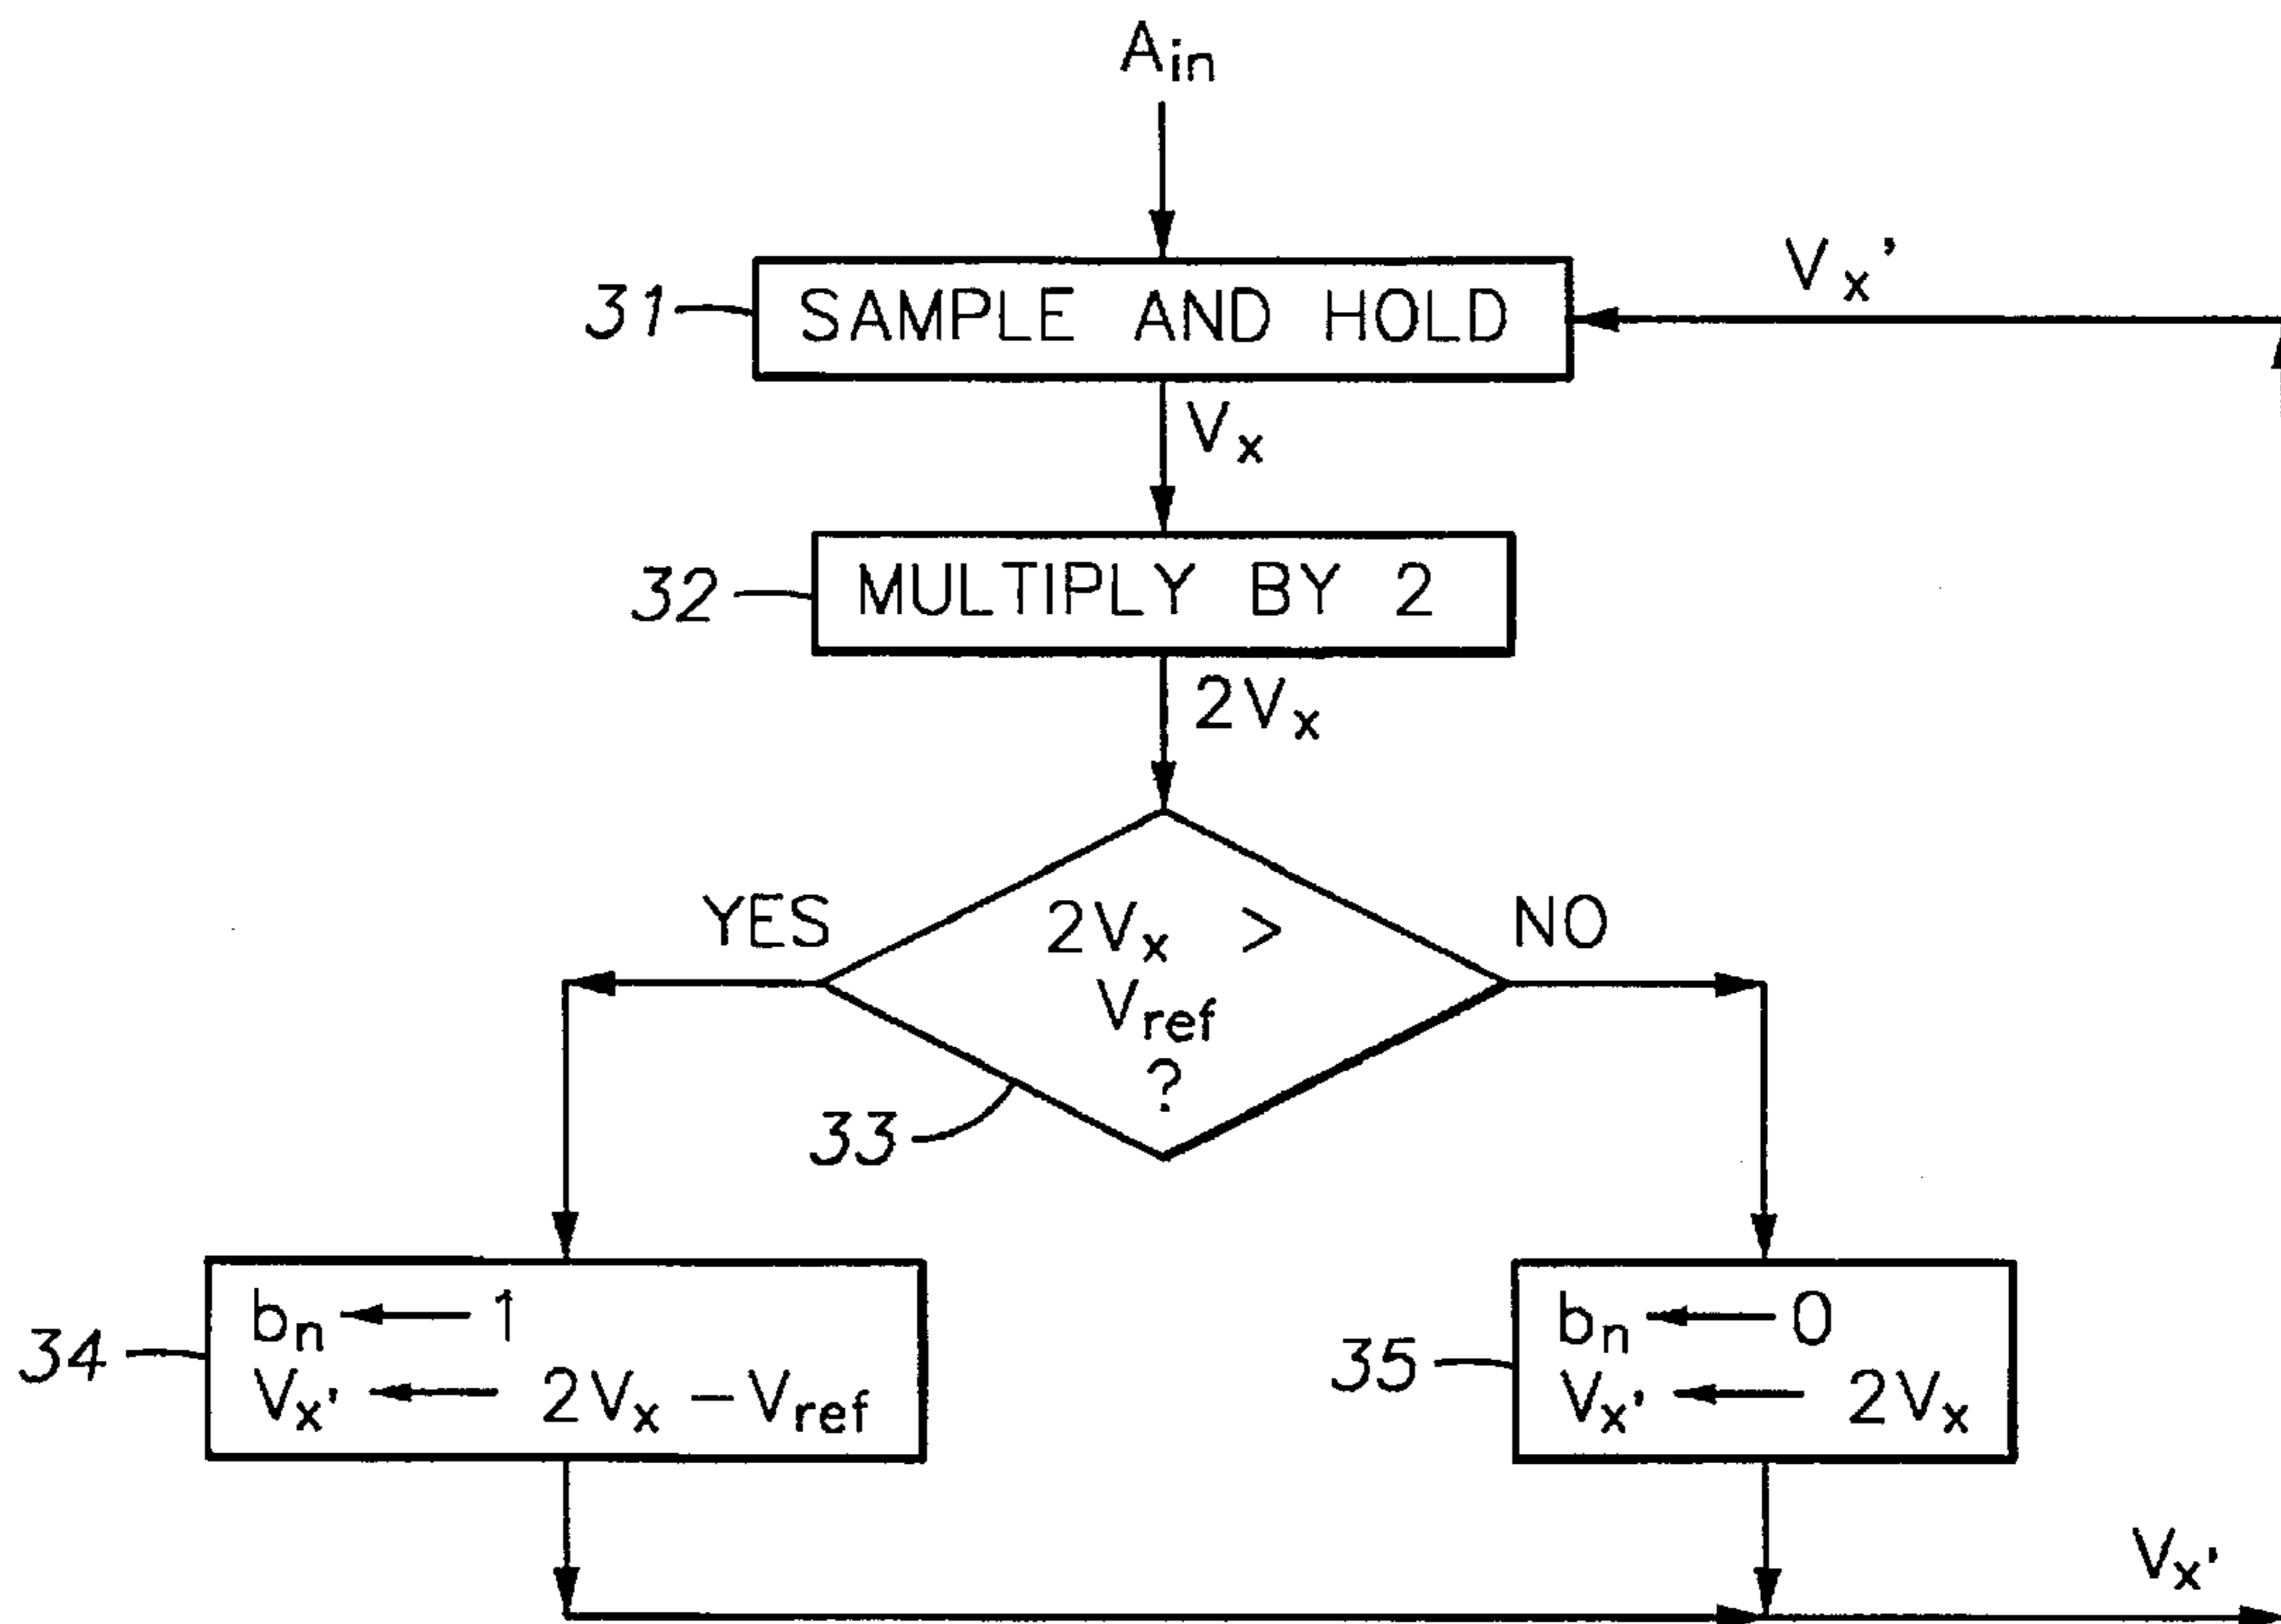 Ain
31 SAMPLE AND HOLD
Vx'
Vx
32 MULTIPLY BY 2
2Vx
YES
2Vx >
Vref
?
NO
33
34
bn ← 1
Vx' ← 2Vx - Vref
35
bn ← 0
Vx' ← 2Vx
Vx'